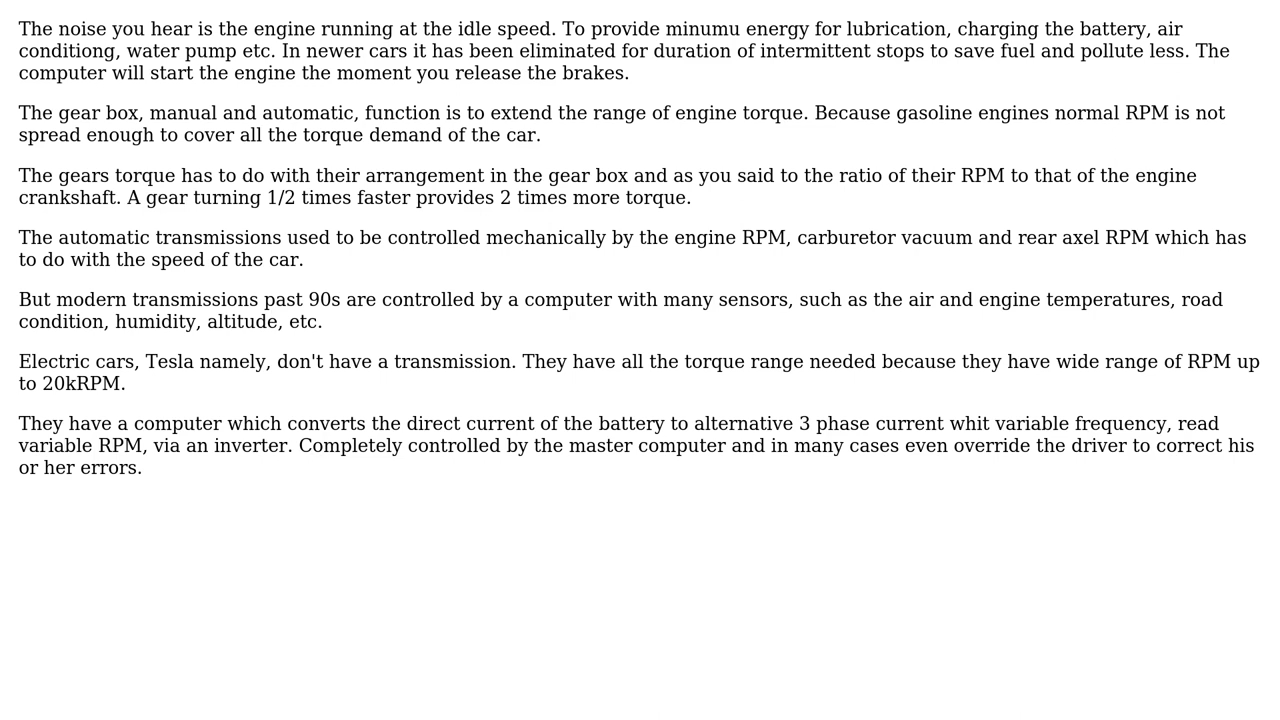 The noise you hear is the engine running at the idle speed. To provide minumu energy for lubrication, charging the battery, air
conditiong, water pump etc. In newer cars it has been eliminated for duration of intermittent stops to save fuel and pollute less. The
computer will start the engine the moment you release the brakes.
The gear box, manual and automatic, function is to extend the range of engine torque. Because gasoline engines normal RPM is not
spread enough to cover all the torque demand of the car.
The gears torque has to do with their arrangement in the gear box and as you said to the ratio of their RPM to that of the engine
crankshaft. A gear turning 1/2 times faster provides 2 times more torque.
The automatic transmissions used to be controlled mechanically by the engine RPM, carburetor vacuum and rear axel RPM which has
to do with the speed of the car.
But modern transmissions past 90s are controlled by a computer with many sensors, such as the air and engine temperatures, road
condition, humidity, altitude, etc.
Electric cars, Tesla namely, don't have a transmission. They have all the torque range needed because they have wide range of RPM up
to 20kRPM.
They have a computer which converts the direct current of the battery to alternative 3 phase current whit variable frequency, read
variable RPM, via an inverter. Completely controlled by the master computer and in many cases even override the driver to correct his
or her errors.